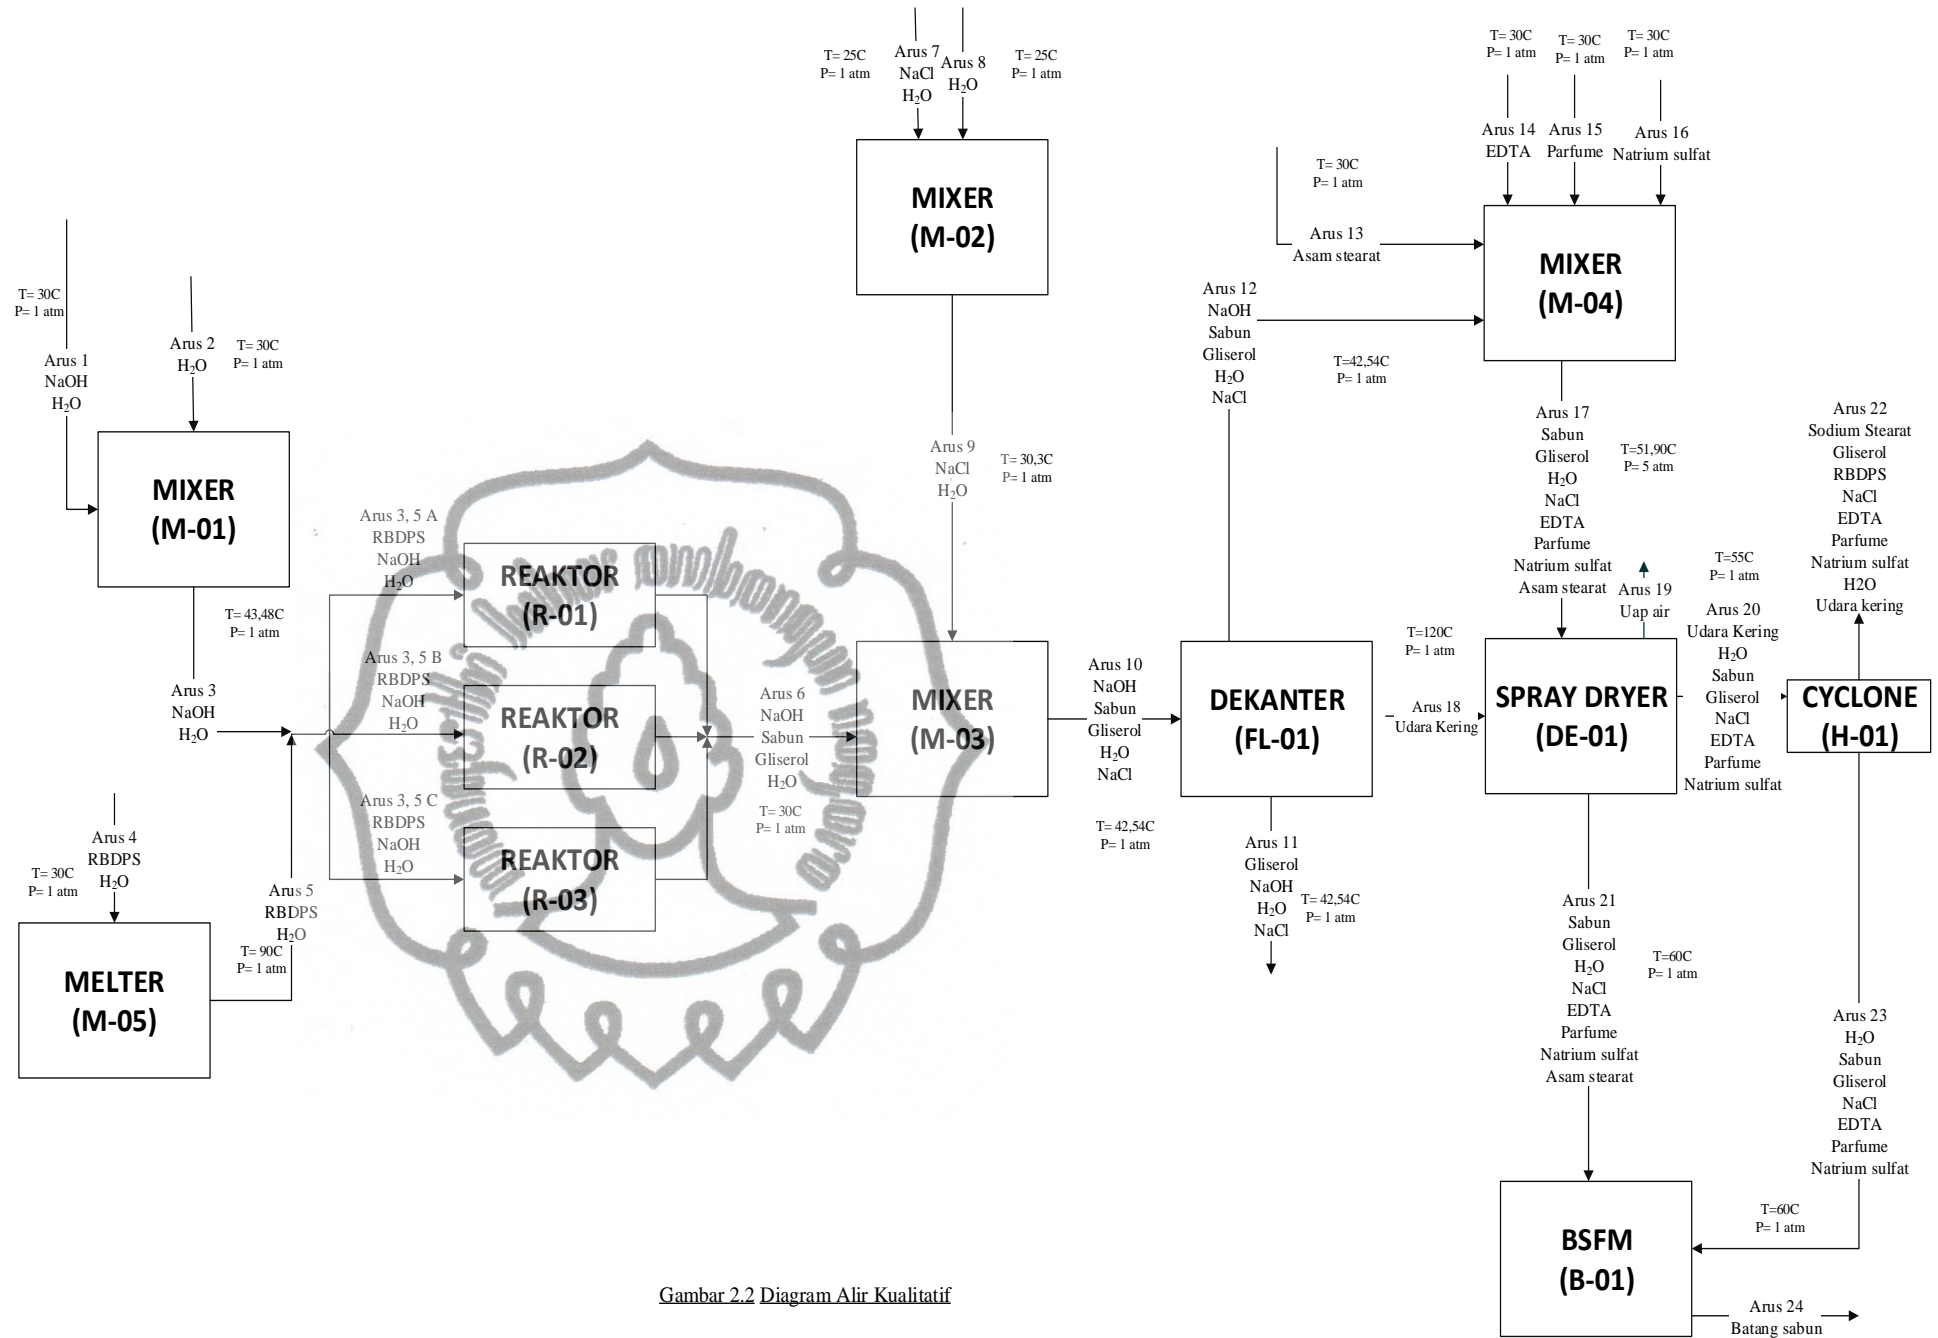 T= 25C
P= 1 atm
Arus 7
NaCl
H₂O
Arus 8
H₂O
T= 25C
P= 1 atm
MIXER
(M-02)
T= 30C
P= 1 atm
T= 30C
P= 1 atm
T= 30C
P= 1 atm
Arus 14
EDTA
Arus 15
Parfume
Arus 16
Natrium sulfat
T= 30C
P= 1 atm
Arus 13
Asam stearat
MIXER
(M-04)
Arus 12
NaOH
Sabun
Gliserol
H₂O
NaCl
T=42,54C
P= 1 atm
T= 30C
P= 1 atm
Arus 1
NaOH
H₂O
Arus 2
H₂O
T= 30C
P= 1 atm
MIXER
(M-01)
T= 43,48C
P= 1 atm
Arus 3
NaOH
H₂O
Arus 4
RBDPS
H₂O
T= 30C
P= 1 atm
MELTER
(M-05)
Arus 5
RBDPS
H₂O
T= 90C
P= 1 atm
Arus 3, 5 A
RBDPS
NaOH
H₂O
REAKTOR
(R-01)
Arus 3, 5 B
RBDPS
NaOH
H₂O
REAKTOR
(R-02)
Arus 3, 5 C
RBDPS
NaOH
H₂O
REAKTOR
(R-03)
Arus 6
NaOH
Sabun
Gliserol
H₂O
T= 30C
P= 1 atm
Arus 9
NaCl
H₂O
T= 30,3C
P= 1 atm
MIXER
(M-03)
Arus 10
NaOH
Sabun
Gliserol
H₂O
NaCl
T= 42,54C
P= 1 atm
DEKANTER
(FL-01)
Arus 11
Gliserol
NaOH
H₂O
NaCl
T= 42,54C
P= 1 atm
Arus 17
Sabun
Gliserol
H₂O
NaCl
EDTA
Parfume
Natrium sulfat
Asam stearat
T=51,90C
P= 5 atm
T=120C
P= 1 atm
Arus 18
Udara Kering
SPRAY DRYER
(DE-01)
Arus 19
Uap air
T=55C
P= 1 atm
Arus 20
Udara Kering
H₂O
Sabun
Gliserol
NaCl
EDTA
Parfume
Natrium sulfat
Arus 22
Sodium Stearat
Gliserol
RBDPS
NaCl
EDTA
Parfume
Natrium sulfat
H2O
Udara kering
CYCLONE
(H-01)
Arus 21
Sabun
Gliserol
H₂O
NaCl
EDTA
Parfume
Natrium sulfat
Asam stearat
T=60C
P= 1 atm
Arus 23
H₂O
Sabun
Gliserol
NaCl
EDTA
Parfume
Natrium sulfat
T=60C
P= 1 atm
BSFM
(B-01)
Arus 24
Batang sabun
Gambar 2.2 Diagram Alir Kualitatif